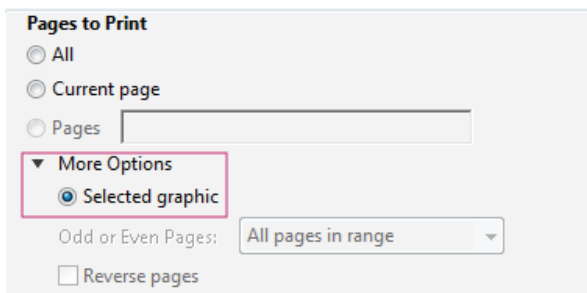 Pages to Print
All
Current page
Pages
More Options
Selected graphic
Odd or Even Pages: All pages in range
Reverse pages